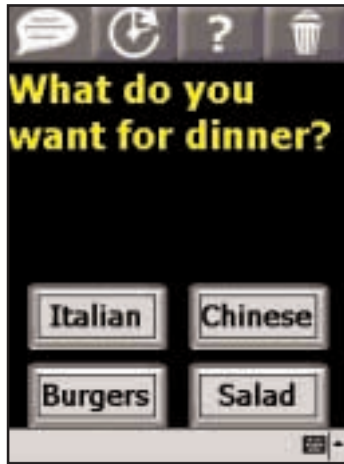 ?
What do you
want for dinner?
Italian Chinese
Burgers Salad